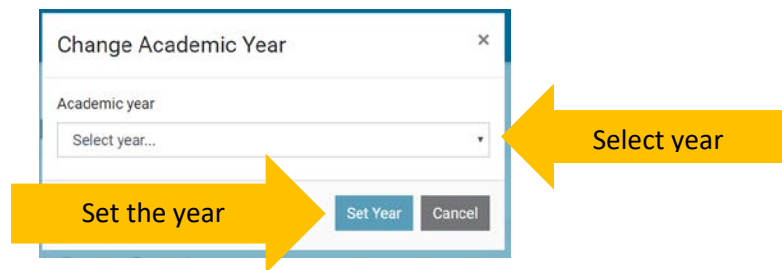 Change Academic Year ×
Academic year
Select year...
Select year
Set the year
Set Year Cancel